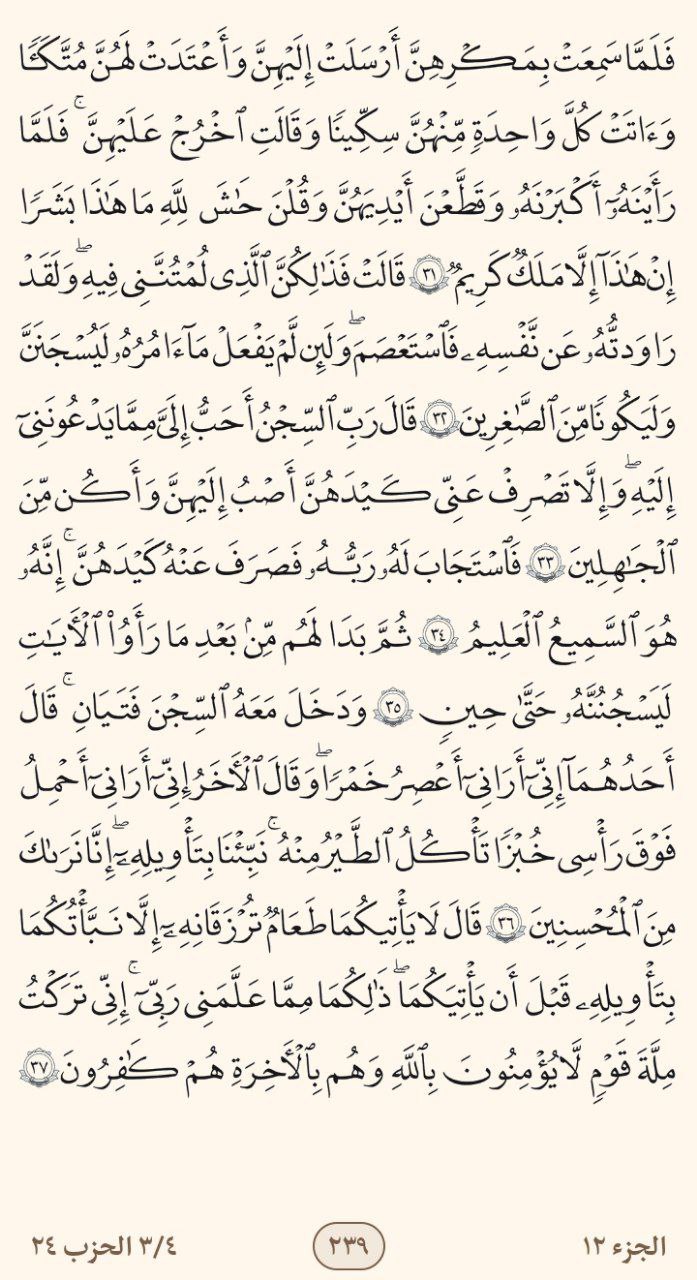 فَلَمَّا سَمِعَتْ بِمَكْرِهِنَّ أَرْسَلَتْ إِلَيْهِنَّ وَأَعْتَدَتْ لَهُنَّ مُتَّكَـًٔا
وَءَاتَتْ كُلَّ وَٰحِدَةٍ مِّنْهُنَّ سِكِّينًا وَقَالَتِ ٱخْرُجْ عَلَيْهِنَّ ۚ فَلَمَّا
رَأَيْنَهُۥٓ أَكْبَرْنَهُۥ وَقَطَّعْنَ أَيْدِيَهُنَّ وَقُلْنَ حَـٰشَ لِلَّهِ مَا هَـٰذَا بَشَرًا
إِنْ هَـٰذَآ إِلَّا مَلَكٌ كَرِيمٌ ٣١ قَالَتْ فَذَٰلِكُنَّ ٱلَّذِى لُمْتُنَّنِى فِيهِ ۖ وَلَقَدْ
رَٰوَدتُّهُۥ عَن نَّفْسِهِۦ فَٱسْتَعْصَمَ ۖ وَلَئِن لَّمْ يَفْعَلْ مَآ ءَامُرُهُۥ لَيُسْجَنَنَّ
وَلَيَكُونًا مِّنَ ٱلصَّـٰغِرِينَ ٣٢ قَالَ رَبِّ ٱلسِّجْنُ أَحَبُّ إِلَىَّ مِمَّا يَدْعُونَنِىٓ
إِلَيْهِ ۖ وَإِلَّا تَصْرِفْ عَنِّى كَيْدَهُنَّ أَصْبُ إِلَيْهِنَّ وَأَكُن مِّنَ
ٱلْجَـٰهِلِينَ ٣٣ فَٱسْتَجَابَ لَهُۥ رَبُّهُۥ فَصَرَفَ عَنْهُ كَيْدَهُنَّ ۚ إِنَّهُۥ
هُوَ ٱلسَّمِيعُ ٱلْعَلِيمُ ٣٤ ثُمَّ بَدَا لَهُم مِّنۢ بَعْدِ مَا رَأَوُا۟ ٱلْـَٔايَـٰتِ
لَيَسْجُنُنَّهُۥ حَتَّىٰ حِينٍ ٣٥ وَدَخَلَ مَعَهُ ٱلسِّجْنَ فَتَيَانِ ۖ قَالَ
أَحَدُهُمَآ إِنِّىٓ أَرَىٰنِىٓ أَعْصِرُ خَمْرًا ۖ وَقَالَ ٱلْـَٔاخَرُ إِنِّىٓ أَرَىٰنِىٓ أَحْمِلُ
فَوْقَ رَأْسِى خُبْزًا تَأْكُلُ ٱلطَّيْرُ مِنْهُ ۖ نَبِّئْنَا بِتَأْوِيلِهِۦٓ ۖ إِنَّا نَرَىٰكَ
مِنَ ٱلْمُحْسِنِينَ ٣٦ قَالَ لَا يَأْتِيكُمَا طَعَامٌ تُرْزَقَانِهِۦٓ إِلَّا نَبَّأْتُكُمَا
بِتَأْوِيلِهِۦ قَبْلَ أَن يَأْتِيَكُمَا ۚ ذَٰلِكُمَا مِمَّا عَلَّمَنِى رَبِّىٓ ۚ إِنِّى تَرَكْتُ
مِلَّةَ قَوْمٍ لَّا يُؤْمِنُونَ بِٱللَّهِ وَهُم بِٱلْـَٔاخِرَةِ هُمْ كَـٰفِرُونَ ٣٧
الجزء ١٢ ٢٣٩ ٣/٤ الحزب ٢٤